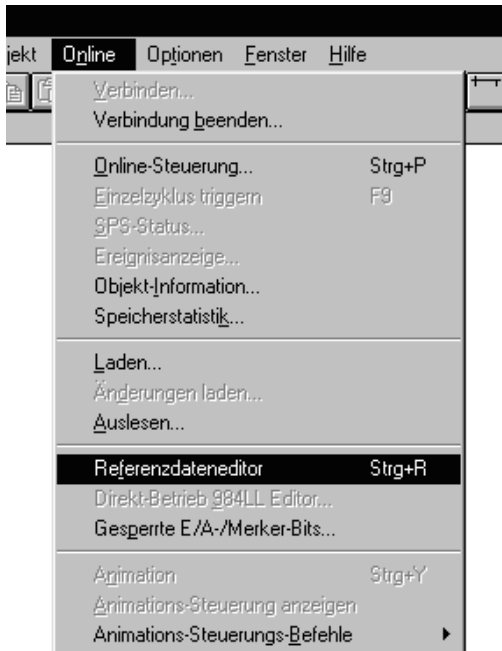 jekt Online Optionen Fenster Hilfe
Verbinden...
Verbindung beenden...
Online-Steuerung... Strg+P
Einzelzyklus triggern F9
SPS-Status...
Ereignisanzeige...
Objekt-Information...
Speicherstatistik...
Laden...
Änderungen laden...
Auslesen...
Referenzdateneditor Strg+R
Direkt-Betrieb 984LL Editor...
Gesperrte E/A-/Merker-Bits...
Animation Strg+Y
Animations-Steuerung anzeigen
Animations-Steuerungs-Befehle